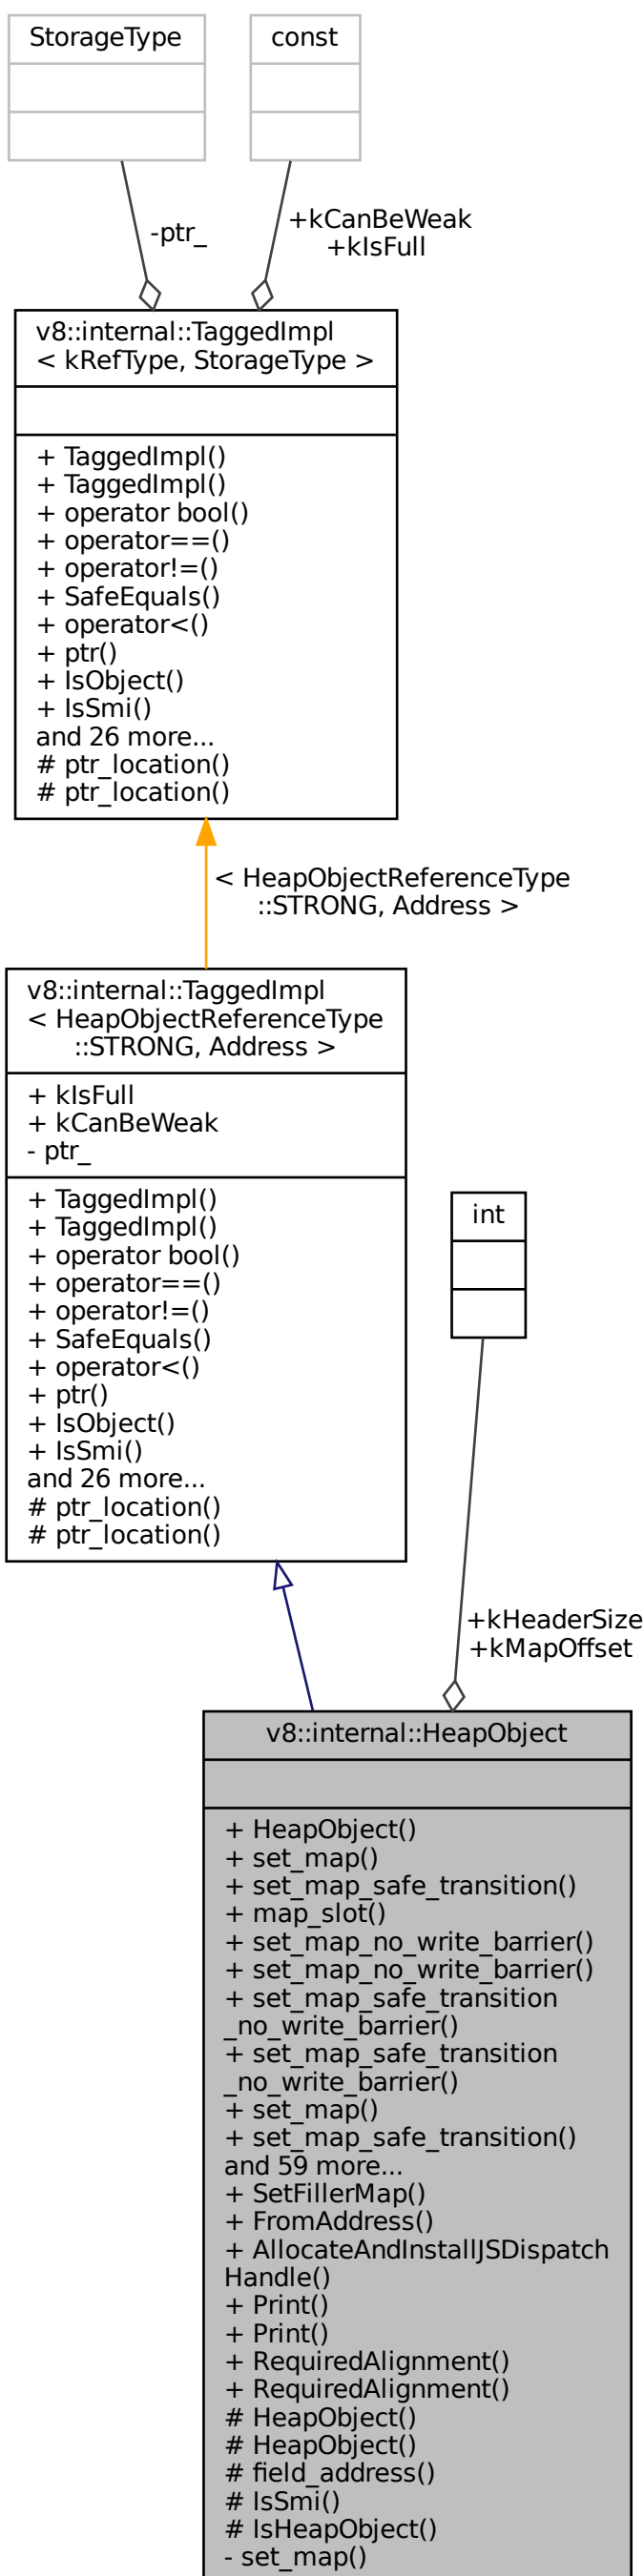 StorageType
const
-ptr_
+kCanBeWeak
+kIsFull
v8::internal::TaggedImpl
< kRefType, StorageType >
+ TaggedImpl()
+ TaggedImpl()
+ operator bool()
+ operator==()
+ operator!=()
+ SafeEquals()
+ operator<()
+ ptr()
+ IsObject()
+ IsSmi()
and 26 more...
# ptr_location()
# ptr_location()
< HeapObjectReferenceType
::STRONG, Address >
v8::internal::TaggedImpl
< HeapObjectReferenceType
::STRONG, Address >
+ kIsFull
+ kCanBeWeak
- ptr_
+ TaggedImpl()
+ TaggedImpl()
+ operator bool()
+ operator==()
+ operator!=()
+ SafeEquals()
+ operator<()
+ ptr()
+ IsObject()
+ IsSmi()
and 26 more...
# ptr_location()
# ptr_location()
int
+kHeaderSize
+kMapOffset
v8::internal::HeapObject
+ HeapObject()
+ set_map()
+ set_map_safe_transition()
+ map_slot()
+ set_map_no_write_barrier()
+ set_map_no_write_barrier()
+ set_map_safe_transition
_no_write_barrier()
+ set_map_safe_transition
_no_write_barrier()
+ set_map()
+ set_map_safe_transition()
and 59 more...
+ SetFillerMap()
+ FromAddress()
+ AllocateAndInstallJSDispatch
Handle()
+ Print()
+ Print()
+ RequiredAlignment()
+ RequiredAlignment()
# HeapObject()
# HeapObject()
# field_address()
# IsSmi()
# IsHeapObject()
- set_map()